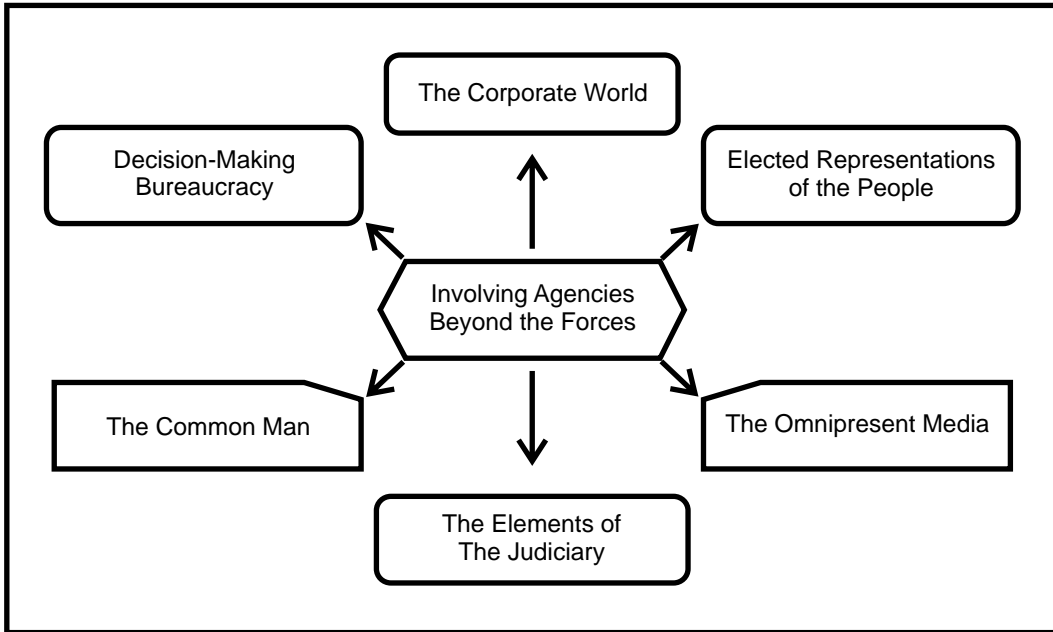 The Corporate World
Decision-Making
Bureaucracy
Elected Representations
of the People
Involving Agencies
Beyond the Forces
The Common Man
The Omnipresent Media
The Elements of
The Judiciary